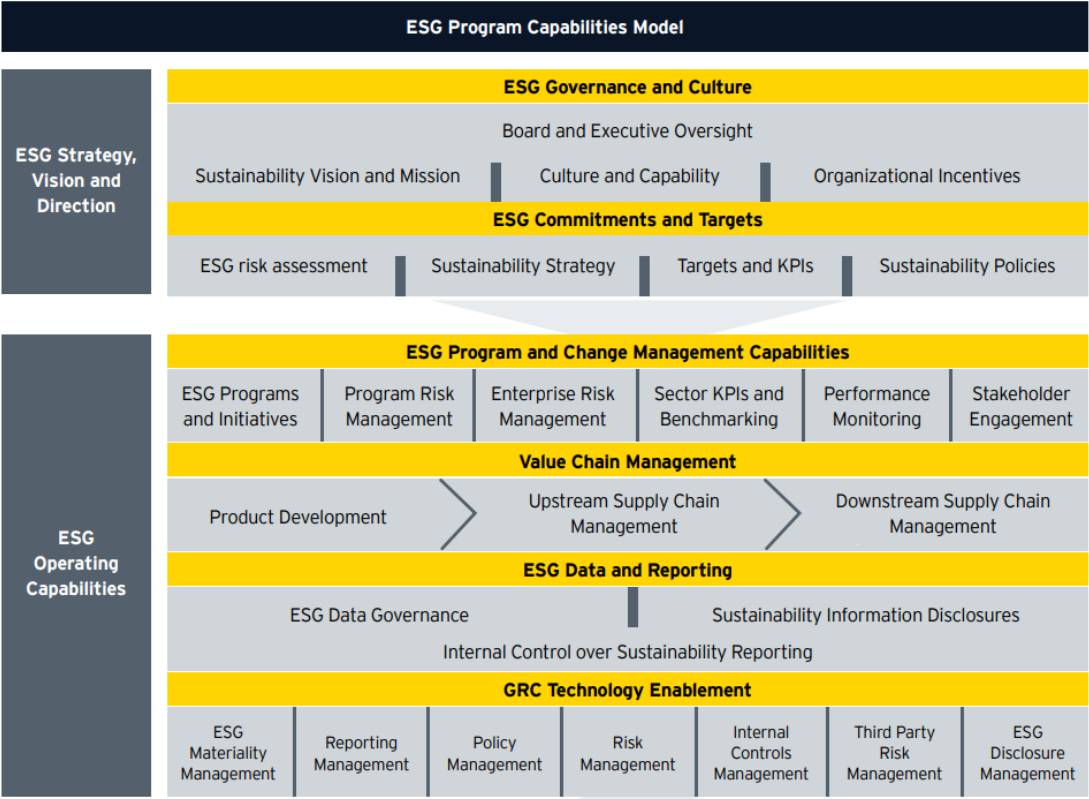 ESG Program Capabilities Model
ESG Strategy,
Vision and
Direction
ESG Governance and Culture
Board and Executive Oversight
Sustainability Vision and Mission
Culture and Capability
Organizational Incentives
ESG Commitments and Targets
ESG risk assessment
Sustainability Strategy
Targets and KPIs
Sustainability Policies
ESG
Operating
Capabilities
ESG Program and Change Management Capabilities
ESG Programs
and Initiatives
Program Risk
Management
Enterprise Risk
Management
Sector KPIs and
Benchmarking
Performance
Monitoring
Stakeholder
Engagement
Value Chain Management
Product Development
Upstream Supply Chain
Management
Downstream Supply Chain
Management
ESG Data and Reporting
ESG Data Governance
Sustainability Information Disclosures
Internal Control over Sustainability Reporting
GRC Technology Enablement
ESG
Materiality
Management
Reporting
Management
Policy
Management
Risk
Management
Internal
Controls
Management
Third Party
Risk
Management
ESG
Disclosure
Management